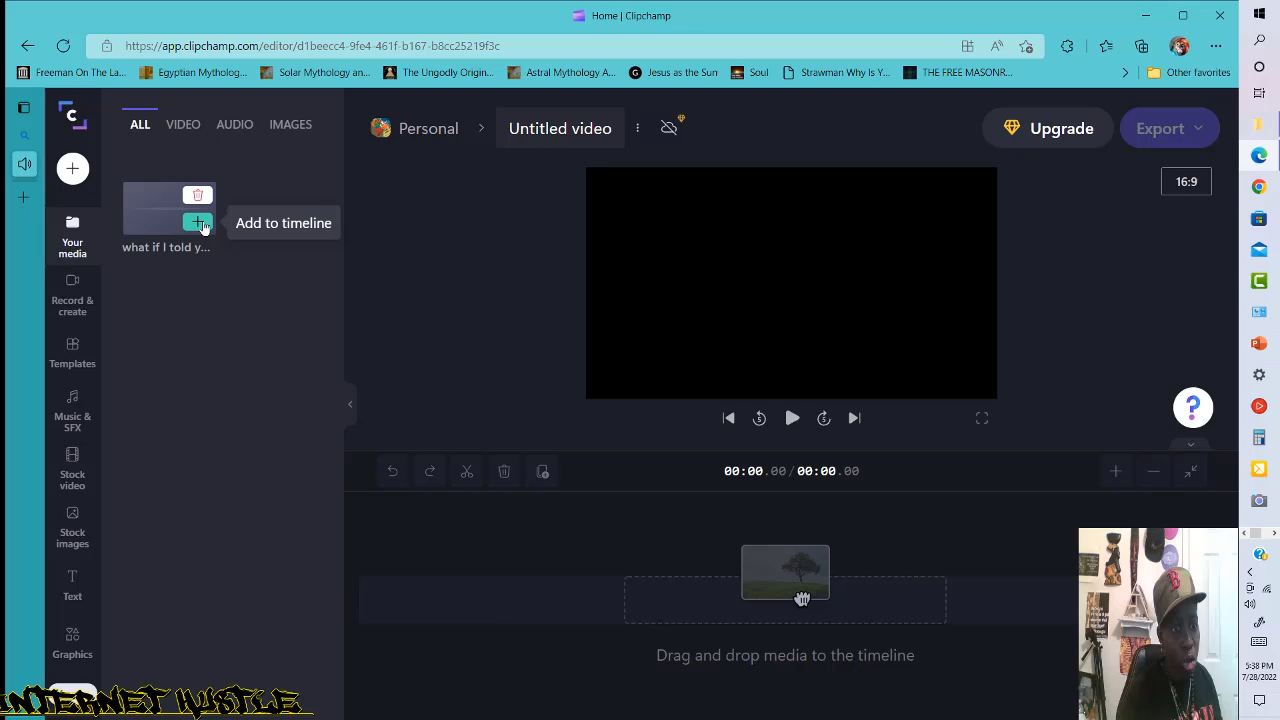 Home | Clipchamp
https://app.clipchamp.com/editor/d1beecc4-9fe4-461f-b167-b8cc25219f3c
Freeman On The La...
Egyptian Mytholog...
Solar Mythology an...
The Ungodly Origin...
Astral Mythology A...
Jesus as the Sun
Soul
Strawman Why Is Y...
THE FREE MASONR...
Other favorites
ALL VIDEO AUDIO IMAGES
Personal
Untitled video
Upgrade
Export
16:9
Add to timeline
what if I told y...
Your media
Record & create
Templates
Music & SFX
Stock video
Stock images
Text
Graphics
00:00.00/00:00.00
Drag and drop media to the timeline
INTERNET HUSTLE
5:38 PM
7/28/2022